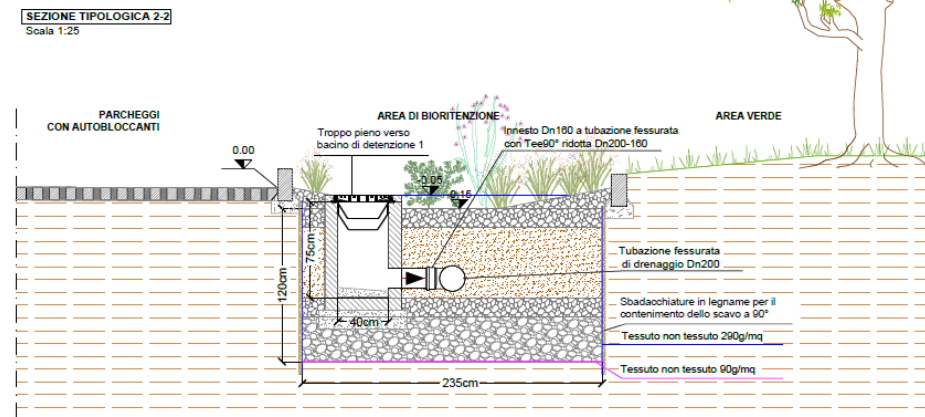 SEZIONE TIPOLOGICA 2-2
Scala 1:25
PARCHEGGI
CON AUTOBLOCCANTI
AREA DI BIORITENZIONE
AREA VERDE
Troppo pieno verso
bacino di detenzione 1
Innesto Dn160 a tubazione fessurata
con Tee90° ridotta Dn200-160
0.00
-0.05
-0.15
75cm
120cm
40cm
235cm
Tubazione fessurata
di drenaggio Dn200
Sbadacchiature in legname per il
contenimento dello scavo a 90°
Tessuto non tessuto 290g/mq
Tessuto non tessuto 90g/mq